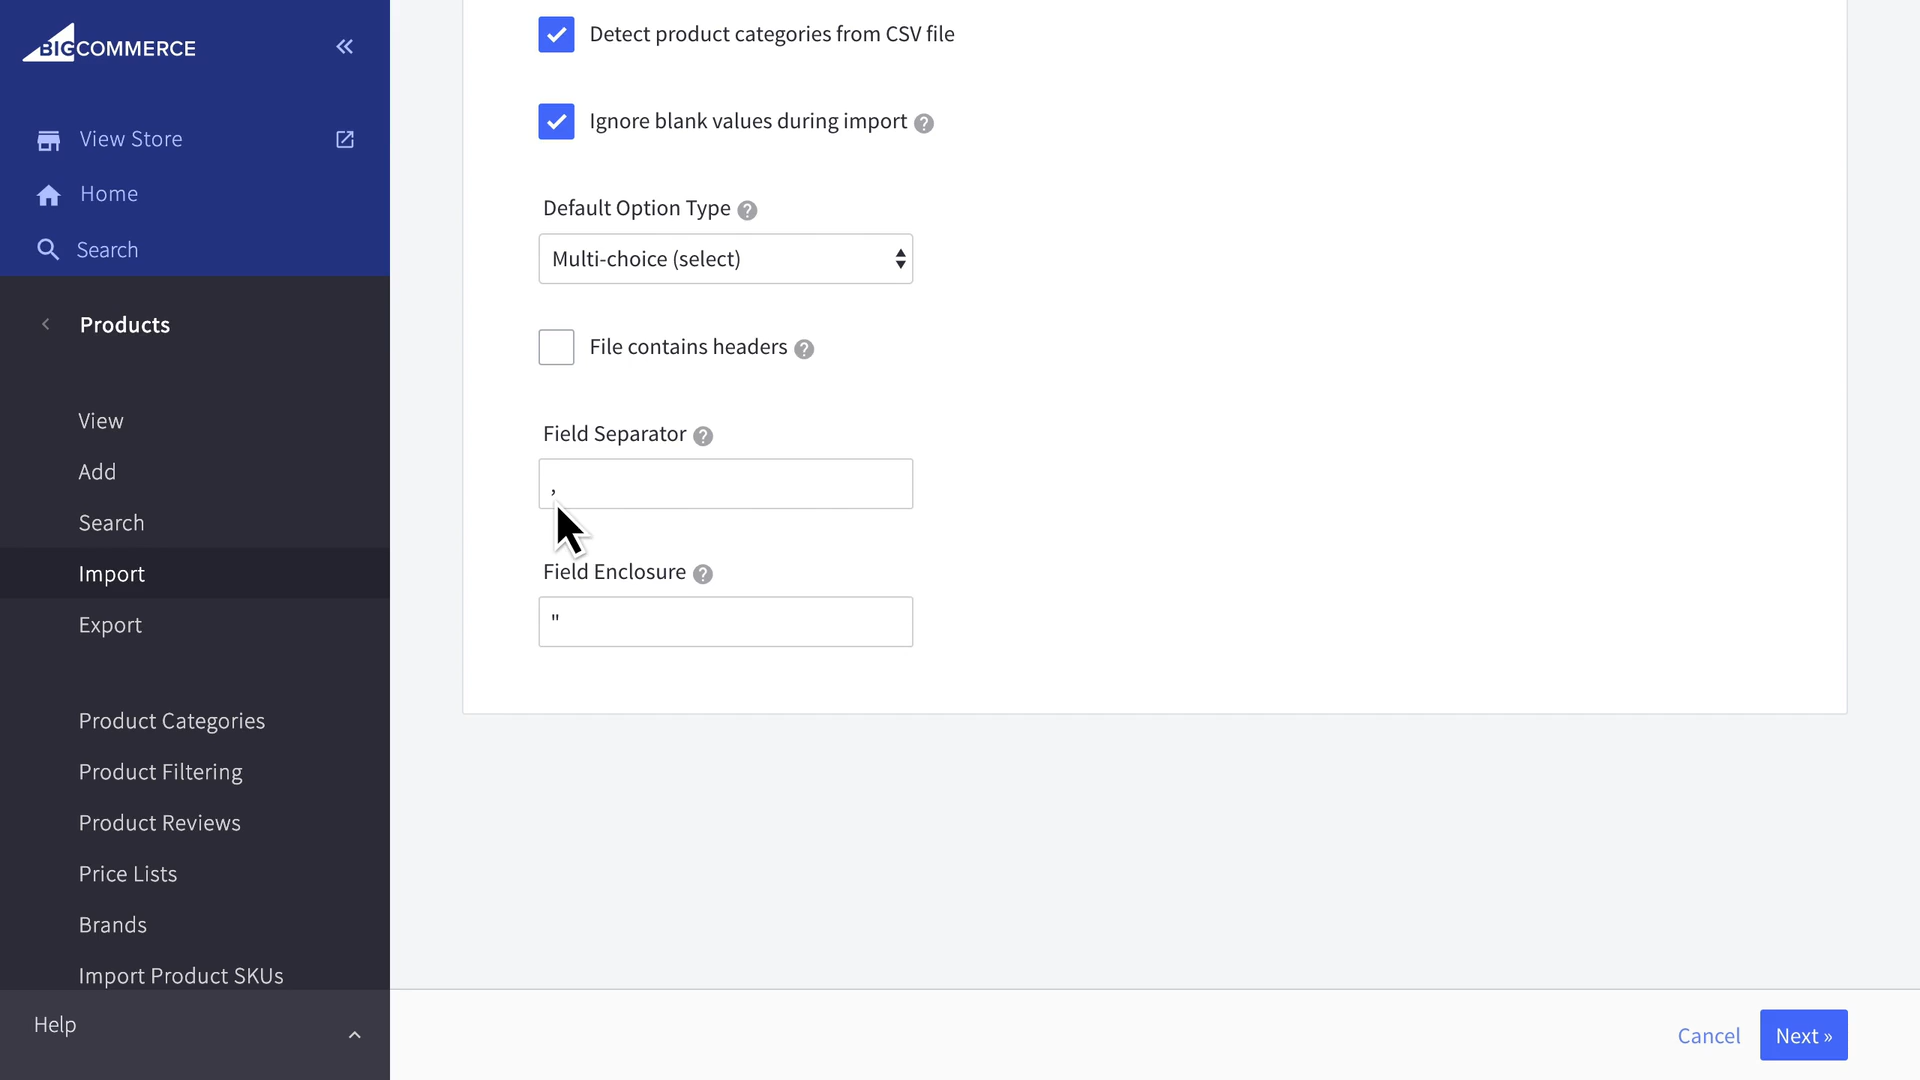 BIGCOMMERCE
View Store
Home
Search
Products
View
Add
Search
Import
Export
Product Categories
Product Filtering
Product Reviews
Price Lists
Brands
Import Product SKUs
Help
Detect product categories from CSV file
Ignore blank values during import ?
Default Option Type ?
Multi-choice (select)
File contains headers ?
Field Separator ?
,
Field Enclosure ?
"
Cancel
Next »